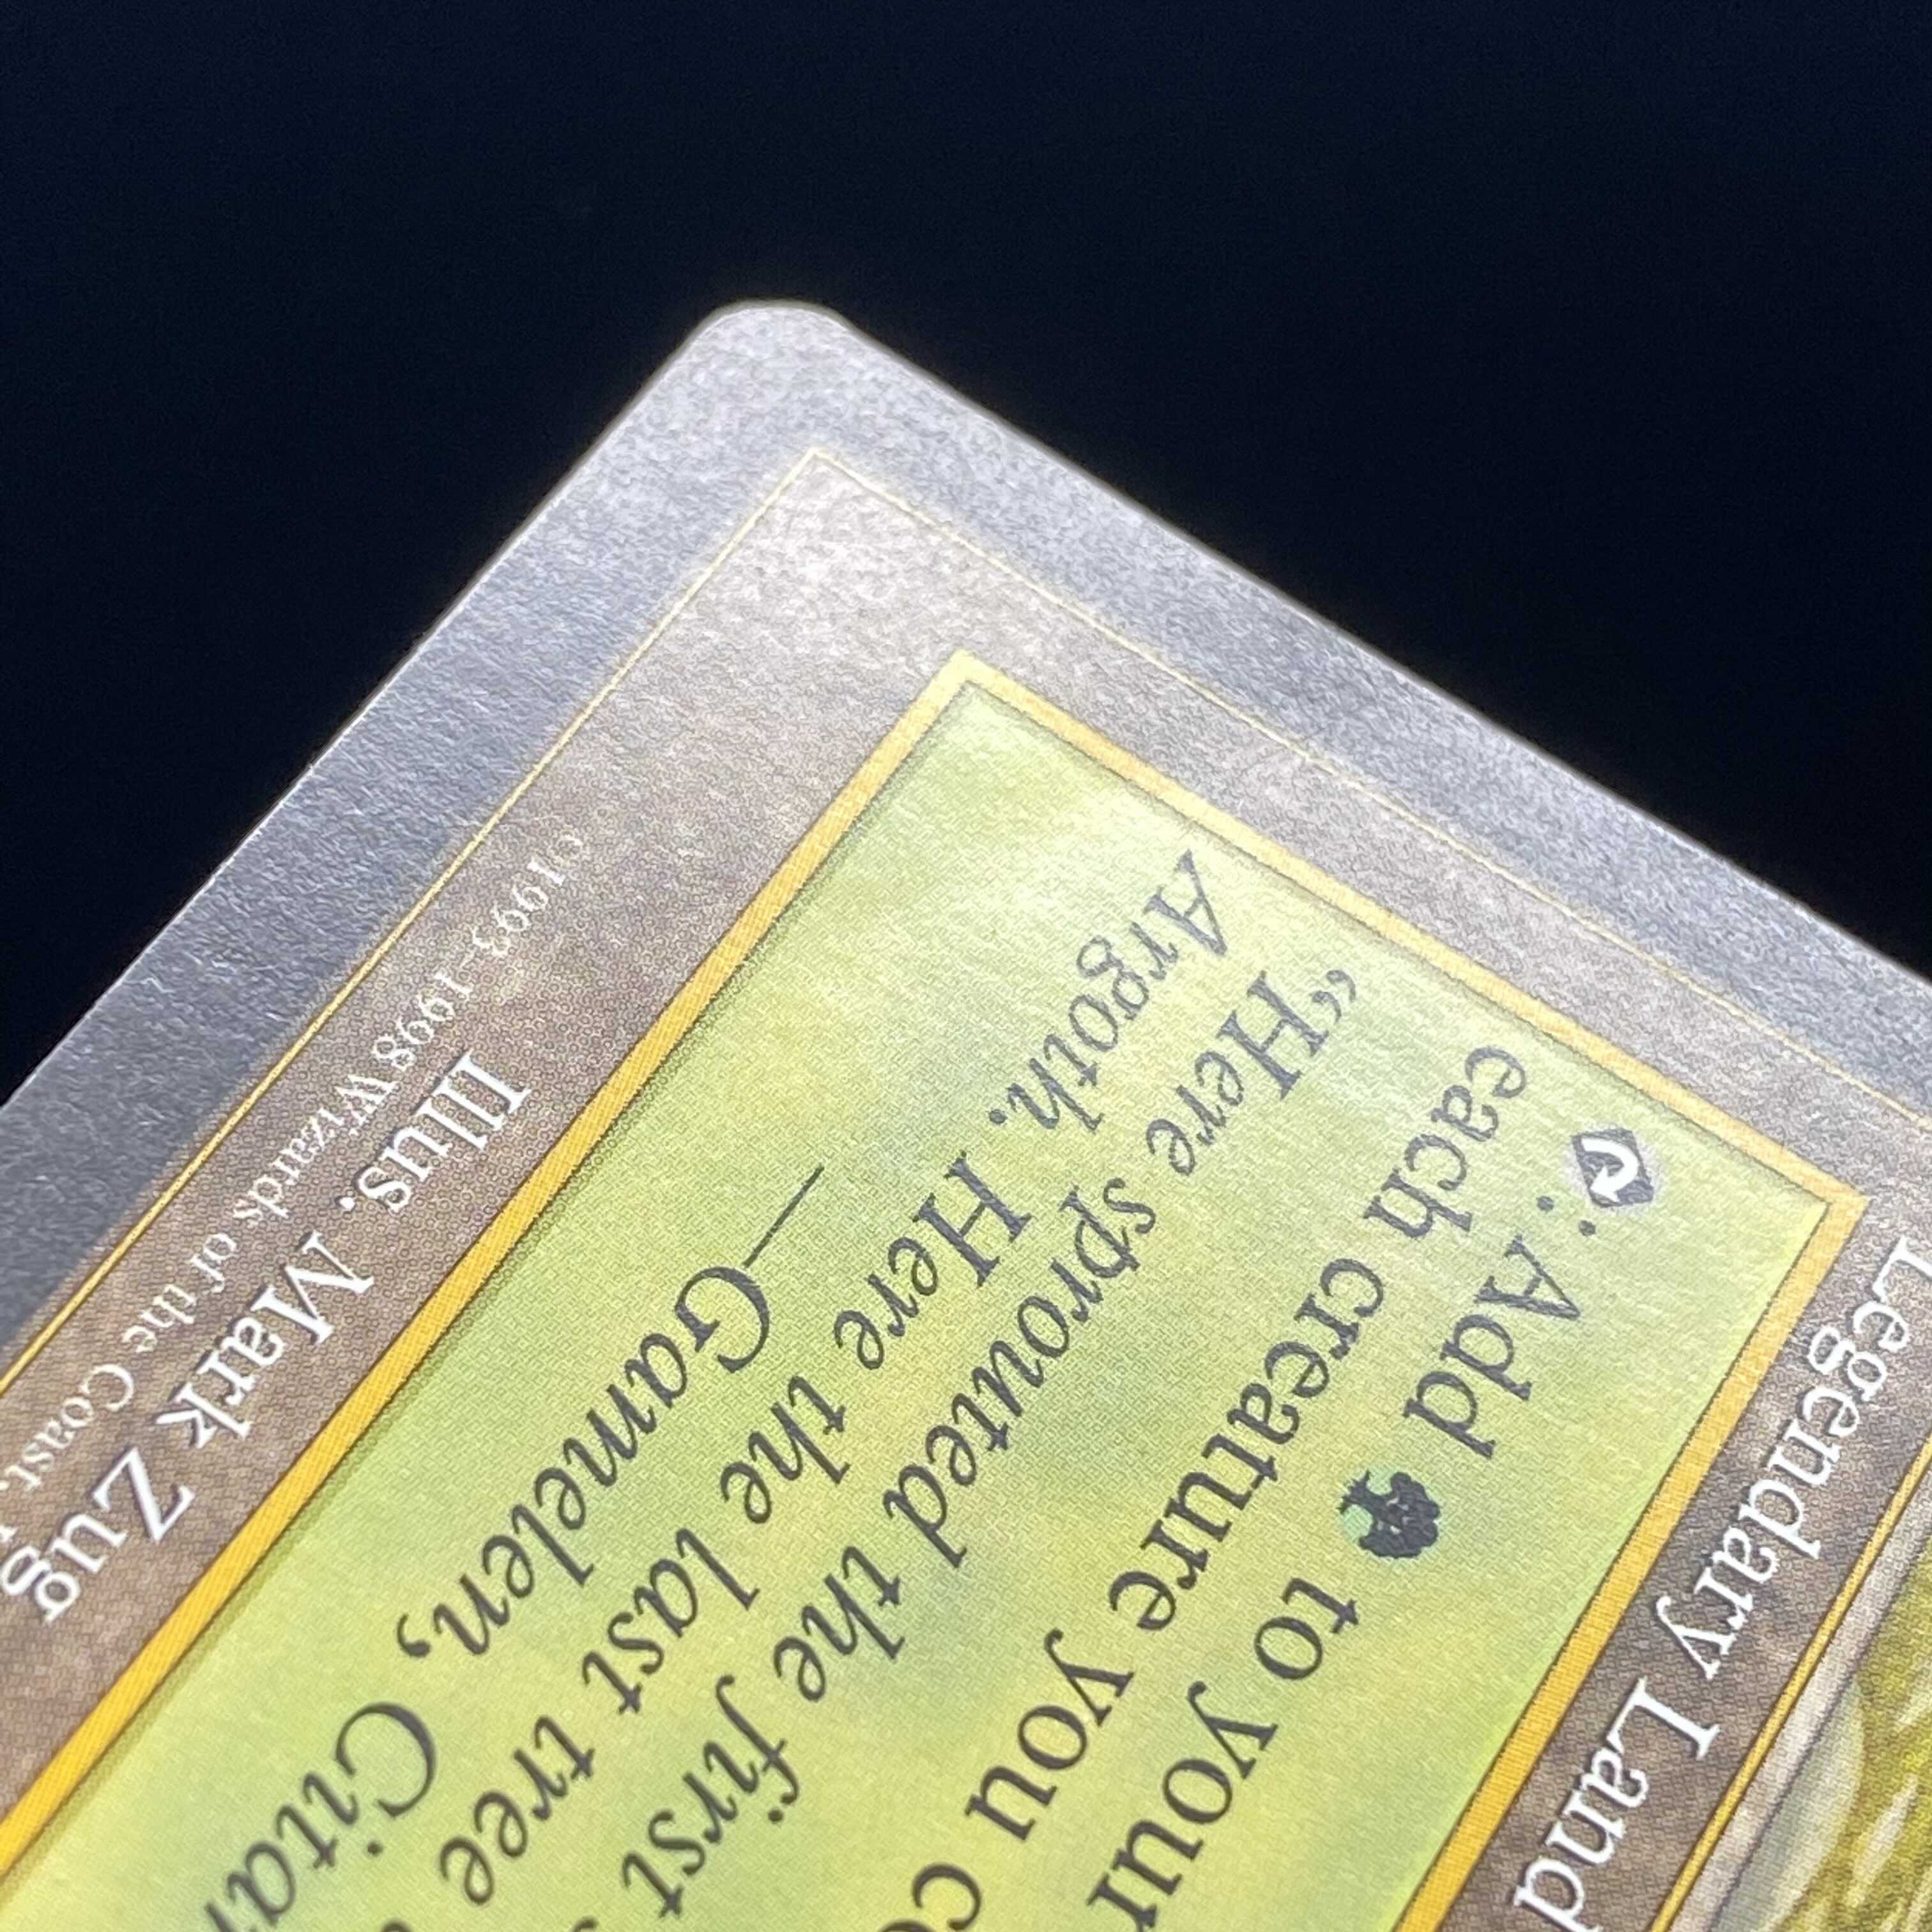 Legendary Land
: Add to your
each creature you co
"Here sprouted the first
Argoth. Here the last tree
—Gamelen, Citan
Illus. Mark Zug
©1993–1998 Wizards of the Coast,